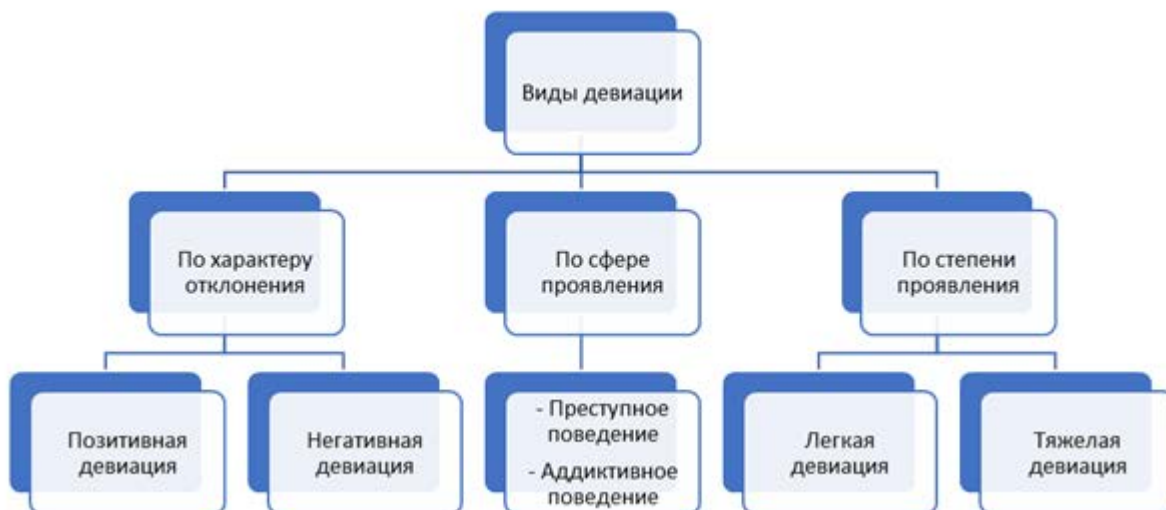 Виды девиации
По характеру
отклонения
По сфере
проявления
По степени
проявления
Позитивная
девиация
Негативная
девиация
- Преступное
поведение
- Аддиктивное
поведение
Легкая
девиация
Тяжелая
девиация